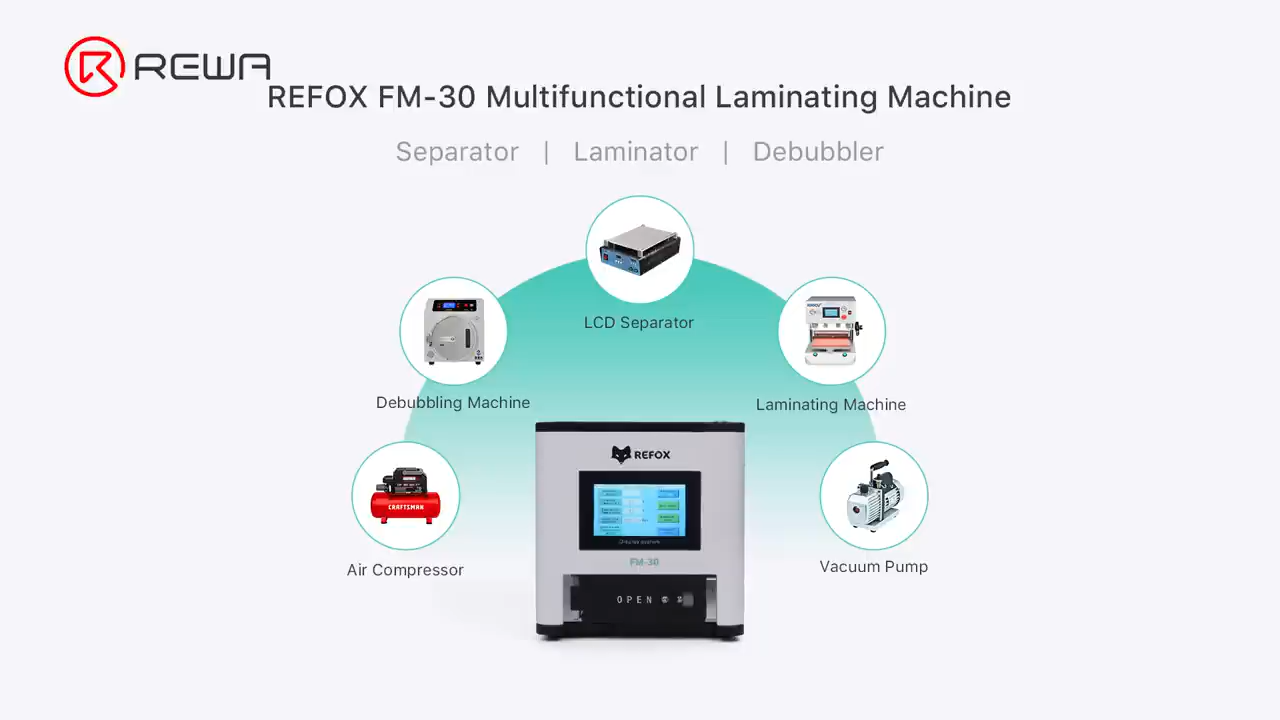 REWA
REFOX FM-30 Multifunctional Laminating Machine
Separator | Laminator | Debubbler
LCD Separator
Debubbling Machine
Laminating Machine
REFOX
CRAFTSMAN
FM-30
Air Compressor
Vacuum Pump
OPEN